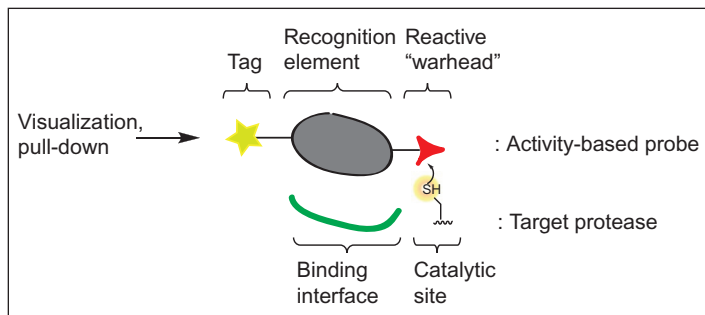 Recognition
element
Reactive
“warhead”
Tag
Visualization,
pull-down
: Activity-based probe
SH
: Target protease
Binding
interface
Catalytic
site